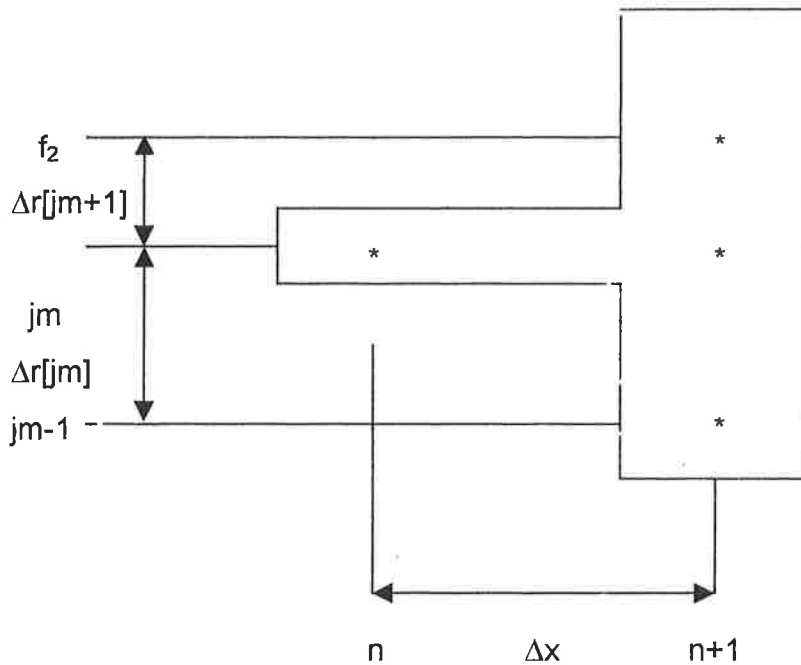 f₂
Δr[jm+1]
*
*
*
jm
Δr[jm]
jm-1
*
n Δx n+1